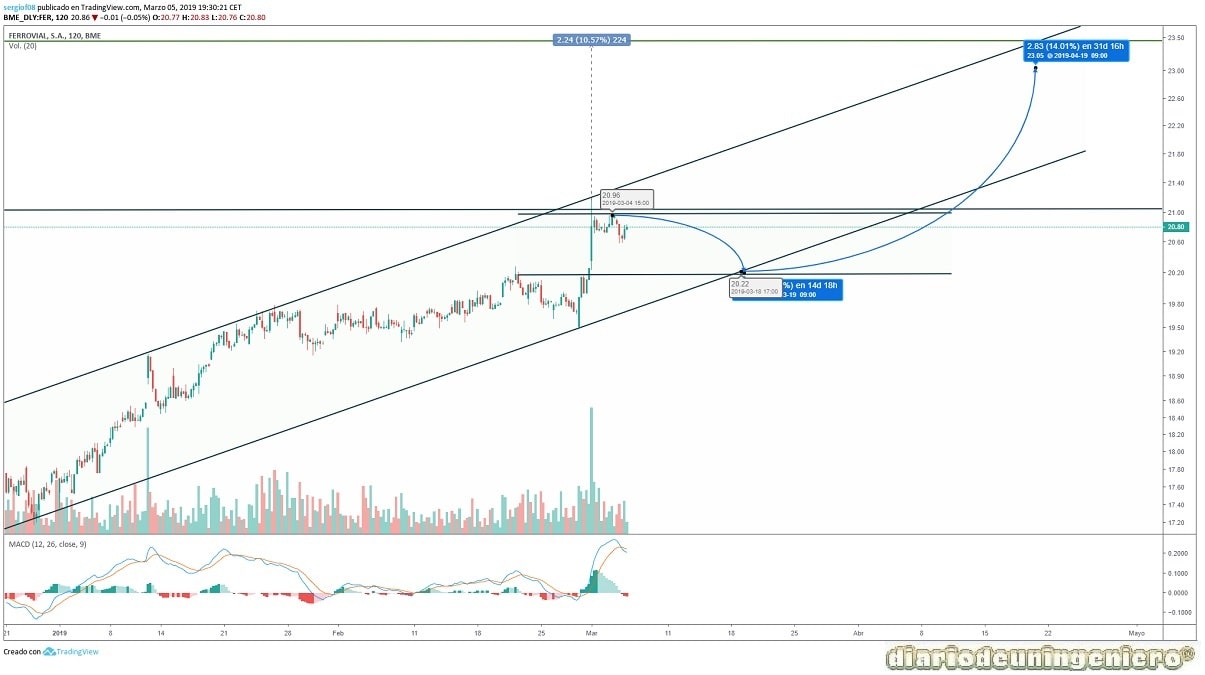 sergiof08 publicado en TradingView.com, Marzo 05, 2019 19:30:21 CET
BME_DLY:FER, 120 20.86 ▼ −0.01 (−0.05%) O:20.77 H:20.83 L:20.76 C:20.80
FERROVIAL, S.A., 120, BME
Vol. (20)
2.24 (10.57%) 224
2.83 (14.01%) en 31d 16h
23.05 @ 2019-04-19 09:00
20.96
2019-03-04 15:00
20.22
2019-03-18 17:00
%) en 14d 18h
3-19 09:00
23.50
23.00
22.60
22.20
21.80
21.40
21.00
20.80
20.60
20.20
19.80
19.50
19.20
18.90
18.60
18.40
18.20
18.00
17.80
17.60
17.40
17.20
MACD (12, 26, close, 9)
0.2000
0.1000
0.0000
−0.1000
21 2019 8 14 21 28 Feb 11 18 25 Mar 11 18 25 Abr 8 15 22 Mayo
Creado con TradingView
diariodeuningeniero